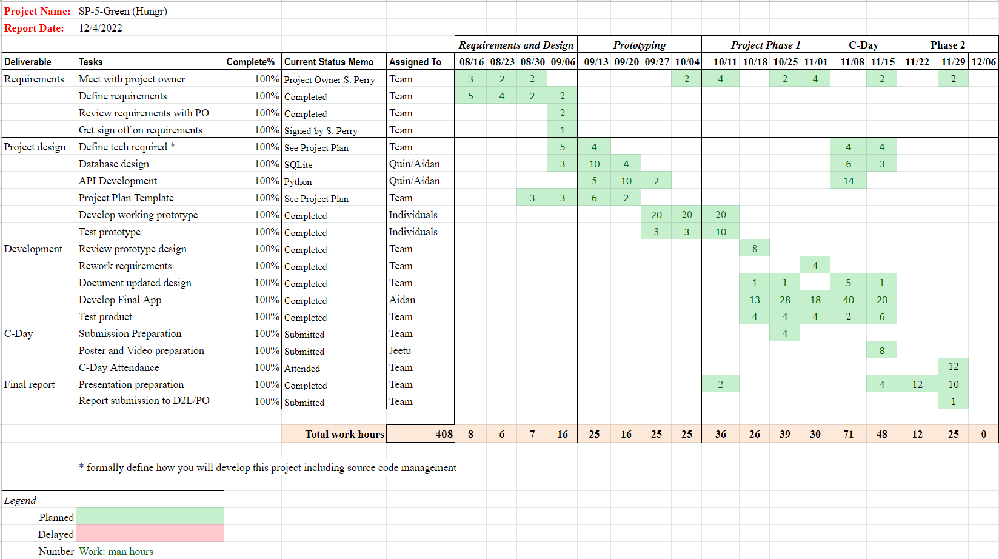 Project Name: SP-5-Green (Hungr)
Report Date: 12/4/2022
Requirements and Design Prototyping Project Phase 1 C-Day Phase 2
Deliverable Tasks Complete% Current Status Memo Assigned To 08/16 08/23 08/30 09/06 09/13 09/20 09/27 10/04 10/11 10/18 10/25 11/01 11/08 11/15 11/22 11/29 12/06
Requirements Meet with project owner 100% Project Owner S. Perry Team 3 2 2 2 4 2 4 2 2
Define requirements 100% Completed Team 5 4 2 2
Review requirements with PO 100% Completed Team 2
Get sign off on requirements 100% Signed by S. Perry Team 1
Project design Define tech required * 100% See Project Plan Team 5 4 4 4
Database design 100% SQLite Quin/Aidan 3 10 4 6 3
API Development 100% Python Quin/Aidan 5 10 2 14
Project Plan Template 100% See Project Plan Team 3 3 6 2
Develop working prototype 100% Completed Individuals 20 20 20
Test prototype 100% Completed Individuals 3 3 10
Development Review prototype design 100% Completed Team 8
Rework requirements 100% Completed Team 4
Document updated design 100% Completed Team 1 1 5 1
Develop Final App 100% Completed Aidan 13 28 18 40 20
Test product 100% Completed Team 4 4 4 2 6
C-Day Submission Preparation 100% Submitted Team 4
Poster and Video preparation 100% Submitted Jeetu 8
C-Day Attendance 100% Attended Team 12
Final report Presentation preparation 100% Completed Team 2 4 12 10
Report submission to D2L/PO 100% Submitted Team 1
Total work hours 408 8 6 7 16 25 16 25 25 36 26 39 30 71 48 12 25 0
* formally define how you will develop this project including source code management
Legend
Planned
Delayed
Number Work: man hours